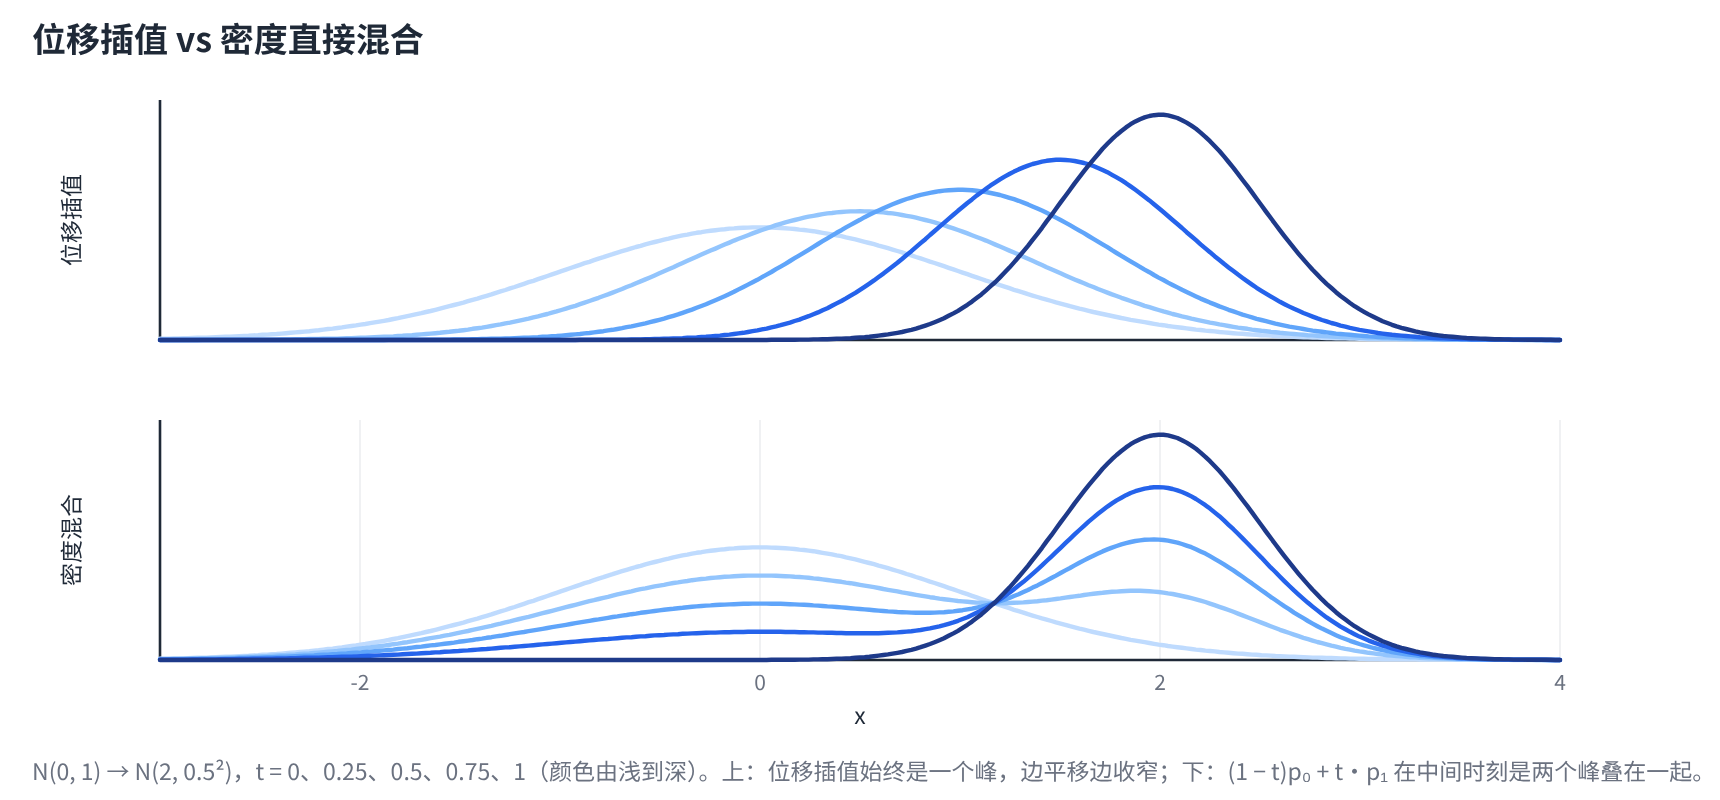 位移插值 vs 密度直接混合
位移插值
密度混合
-2 0 2 4
x
N(0, 1) → N(2, 0.5²)，t = 0、0.25、0.5、0.75、1（颜色由浅到深）。上：位移插值始终是一个峰，边平移边收窄；下：(1 − t)p₀ + t · p₁ 在中间时刻是两个峰叠在一起。